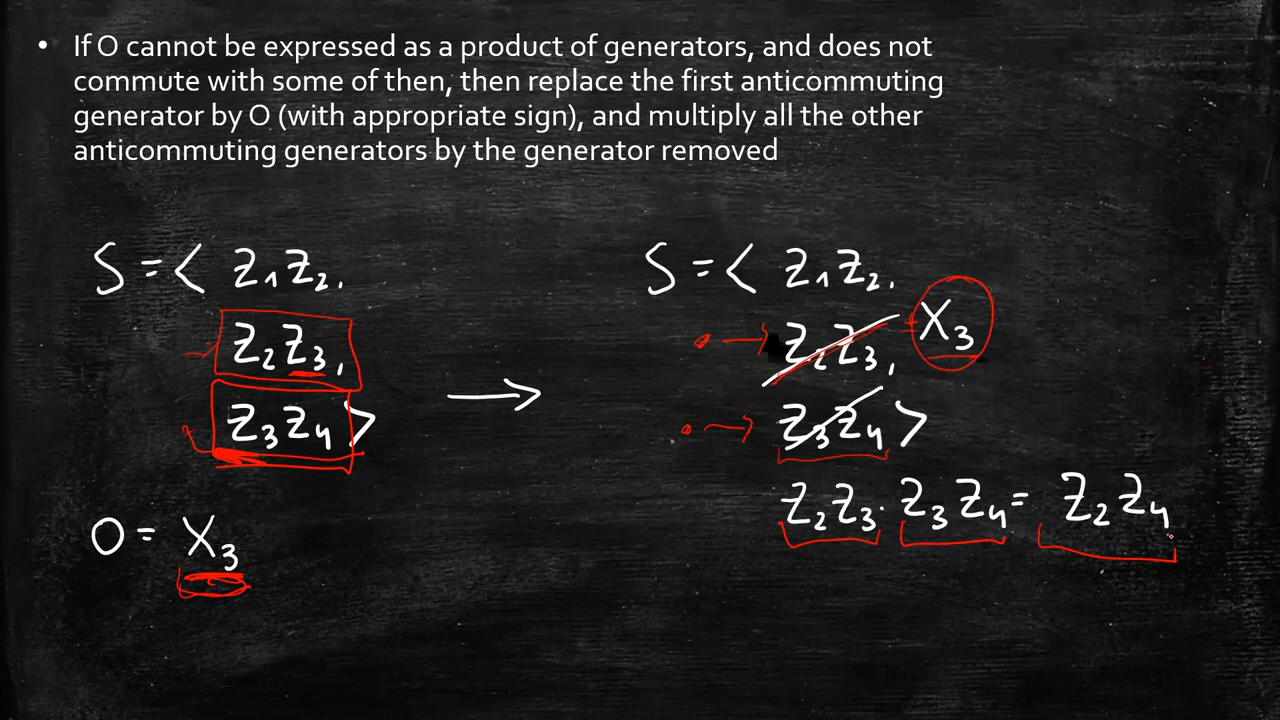 • If O cannot be expressed as a product of generators, and does not
commute with some of then, then replace the first anticommuting
generator by O (with appropriate sign), and multiply all the other
anticommuting generators by the generator removed
S = < Z₁Z₂,
Z₂Z₃,
Z₃Z₄ >
O = X₃
→
S = < Z₁Z₂,
Z₂Z₃, ±X₃
Z₃Z₄ >
Z₂Z₃ · Z₃Z₄ = Z₂Z₄